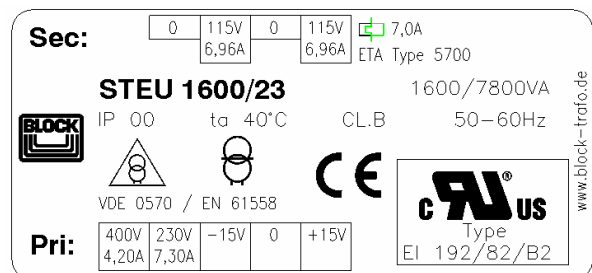 Sec:
0 115V 0 115V 7,0A
6,96A 6,96A ETA Type 5700
STEU 1600/23 1600/7800VA
BLOCK IP 00 ta 40°C CL.B 50-60Hz
VDE 0570 / EN 61558 CE
c RU ® US
Type
EI 192/82/B2
Pri:
400V 230V -15V 0 +15V
4,20A 7,30A
www.block-trafo.de